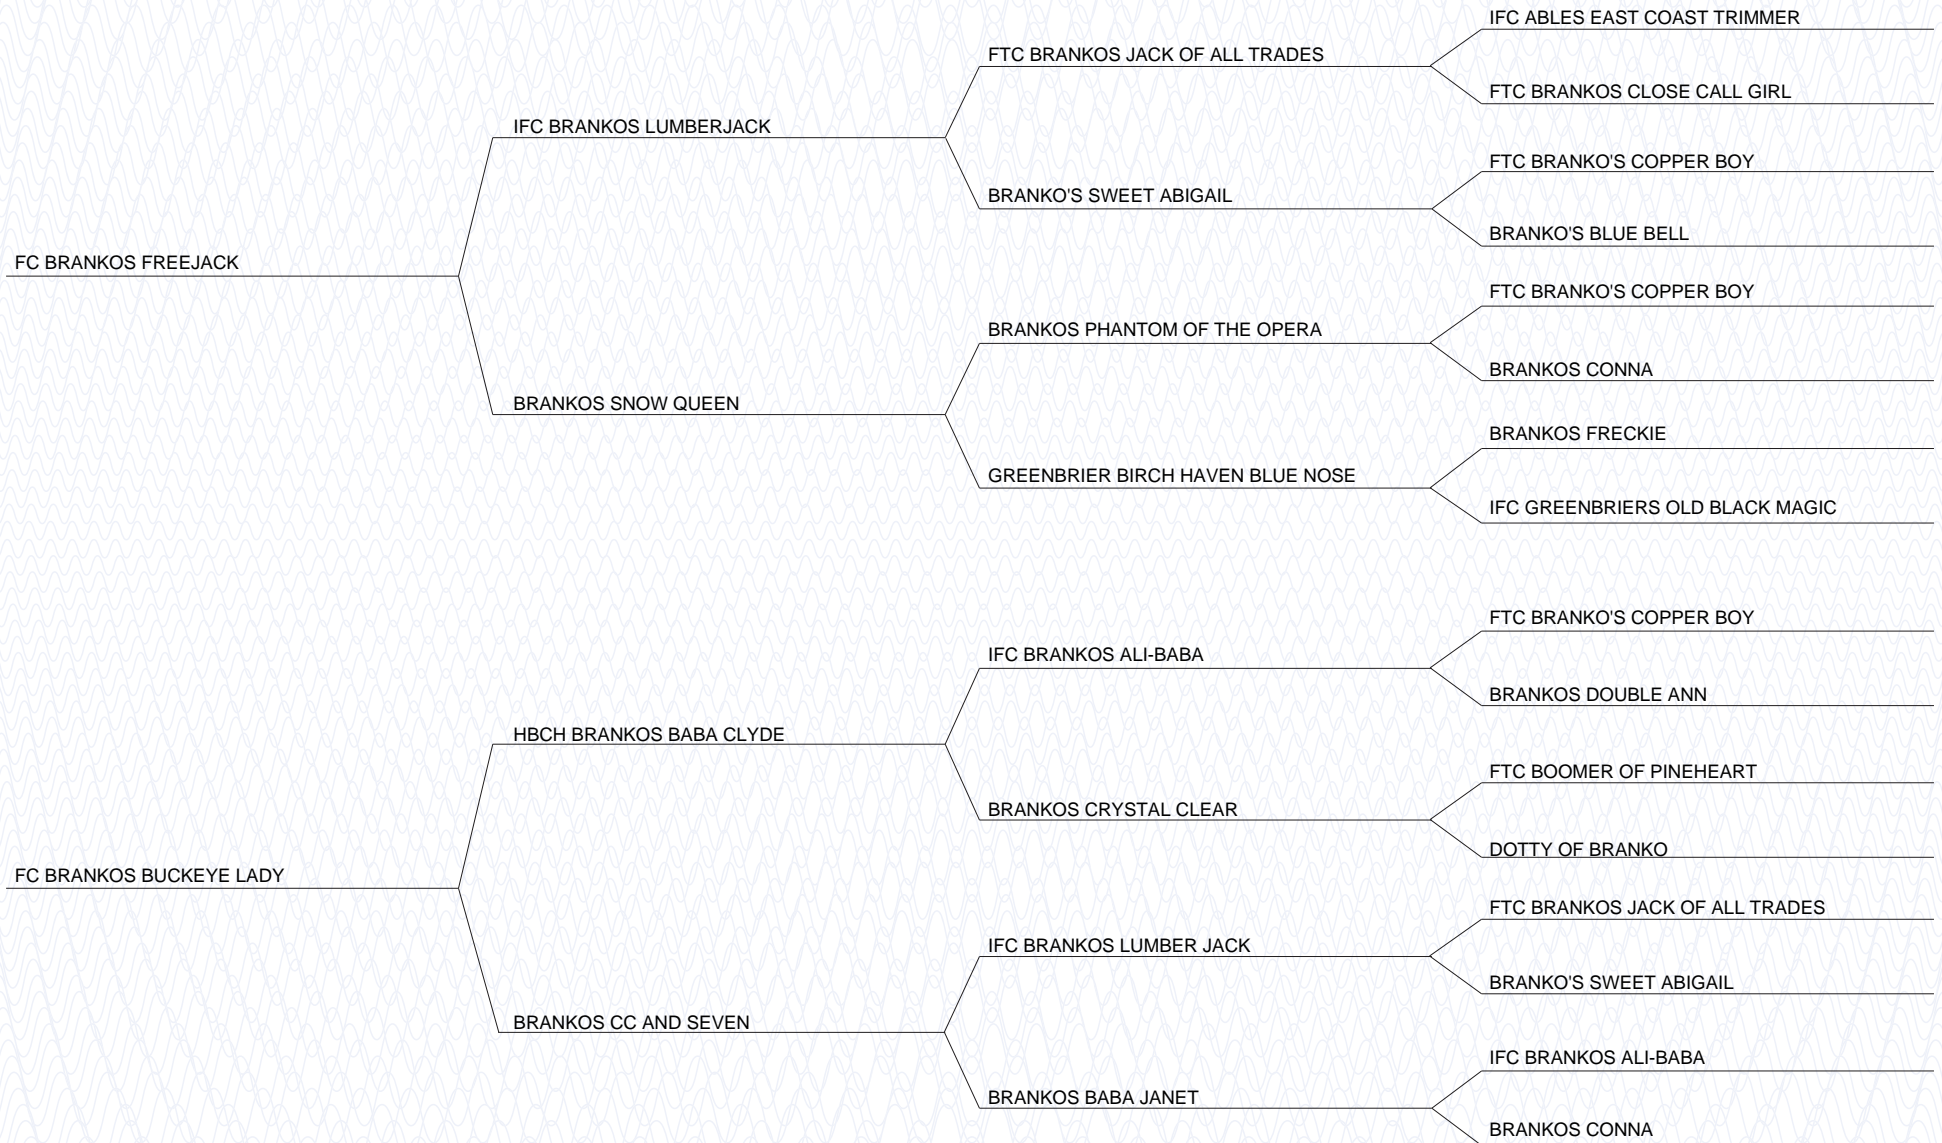 IFC ABLES EAST COAST TRIMMER
FTC BRANKOS JACK OF ALL TRADES
FTC BRANKOS CLOSE CALL GIRL
IFC BRANKOS LUMBERJACK
FTC BRANKO'S COPPER BOY
BRANKO'S SWEET ABIGAIL
BRANKO'S BLUE BELL
FC BRANKOS FREEJACK
FTC BRANKO'S COPPER BOY
BRANKOS PHANTOM OF THE OPERA
BRANKOS CONNA
BRANKOS SNOW QUEEN
BRANKOS FRECKIE
GREENBRIER BIRCH HAVEN BLUE NOSE
IFC GREENBRIERS OLD BLACK MAGIC
FTC BRANKO'S COPPER BOY
IFC BRANKOS ALI-BABA
BRANKOS DOUBLE ANN
HBCH BRANKOS BABA CLYDE
FTC BOOMER OF PINEHEART
BRANKOS CRYSTAL CLEAR
DOTTY OF BRANKO
FC BRANKOS BUCKEYE LADY
FTC BRANKOS JACK OF ALL TRADES
IFC BRANKOS LUMBER JACK
BRANKO'S SWEET ABIGAIL
BRANKOS CC AND SEVEN
IFC BRANKOS ALI-BABA
BRANKOS BABA JANET
BRANKOS CONNA